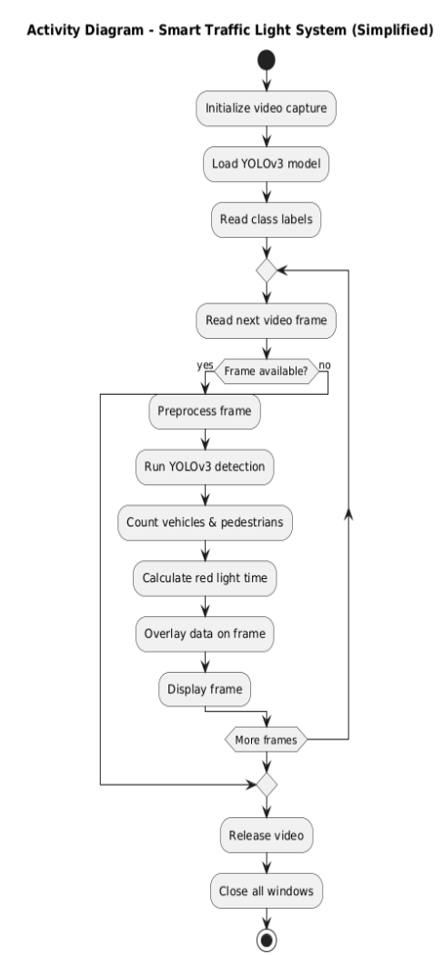 Activity Diagram - Smart Traffic Light System (Simplified)
Initialize video capture
Load YOLOv3 model
Read class labels
Read next video frame
yes
Frame available?
no
Preprocess frame
Run YOLOv3 detection
Count vehicles & pedestrians
Calculate red light time
Overlay data on frame
Display frame
More frames
Release video
Close all windows